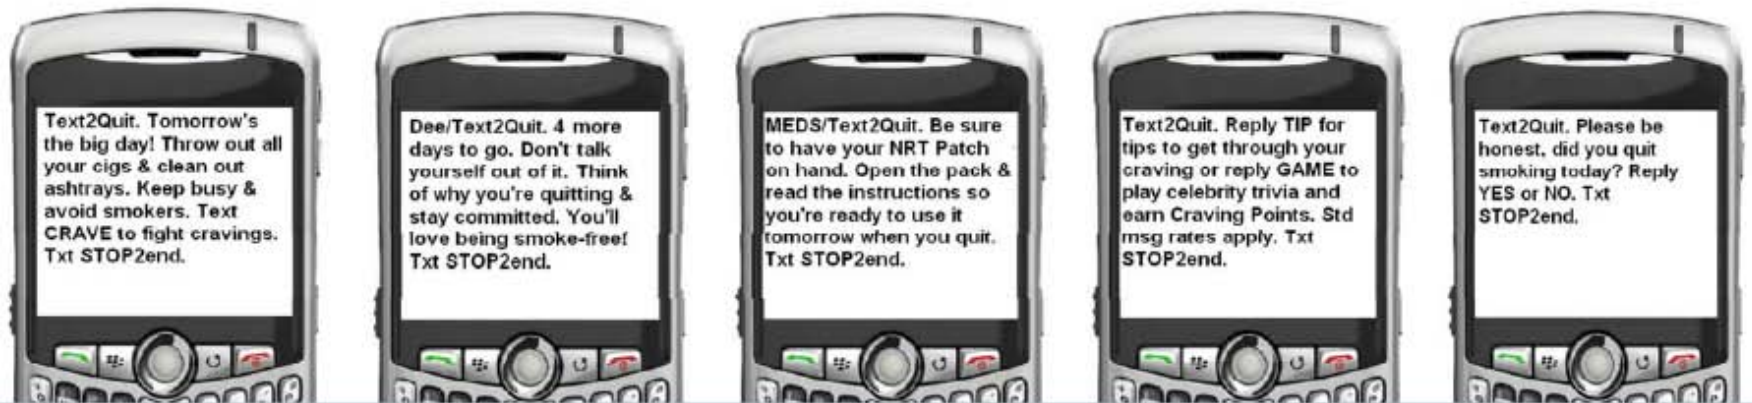 Text2Quit. Tomorrow's
the big day! Throw out all
your cigs & clean out
ashtrays. Keep busy &
avoid smokers. Text
CRAVE to fight cravings.
Txt STOP2end.
Dee/Text2Quit. 4 more
days to go. Don't talk
yourself out of it. Think
of why you're quitting &
stay committed. You'll
love being smoke-free!
Txt STOP2end.
MEDS/Text2Quit. Be sure
to have your NRT Patch
on hand. Open the pack &
read the instructions so
you're ready to use it
tomorrow when you quit.
Txt STOP2end.
Text2Quit. Reply TIP for
tips to get through your
craving or reply GAME to
play celebrity trivia and
earn Craving Points. Std
msg rates apply. Txt
STOP2end.
Text2Quit. Please be
honest, did you quit
smoking today? Reply
YES or NO. Txt
STOP2end.